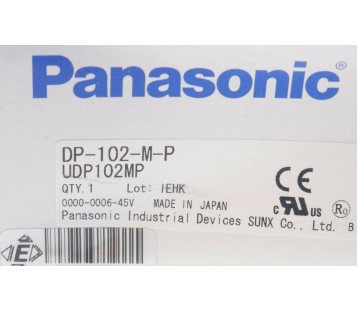 Panasonic
DP-102-M-P
UDP102MP
QTY.1 Lot: IEHK
0000-0006-45V MADE IN JAPAN
CE
c US
Panasonic Industrial Devices SUNX Co., Ltd. B